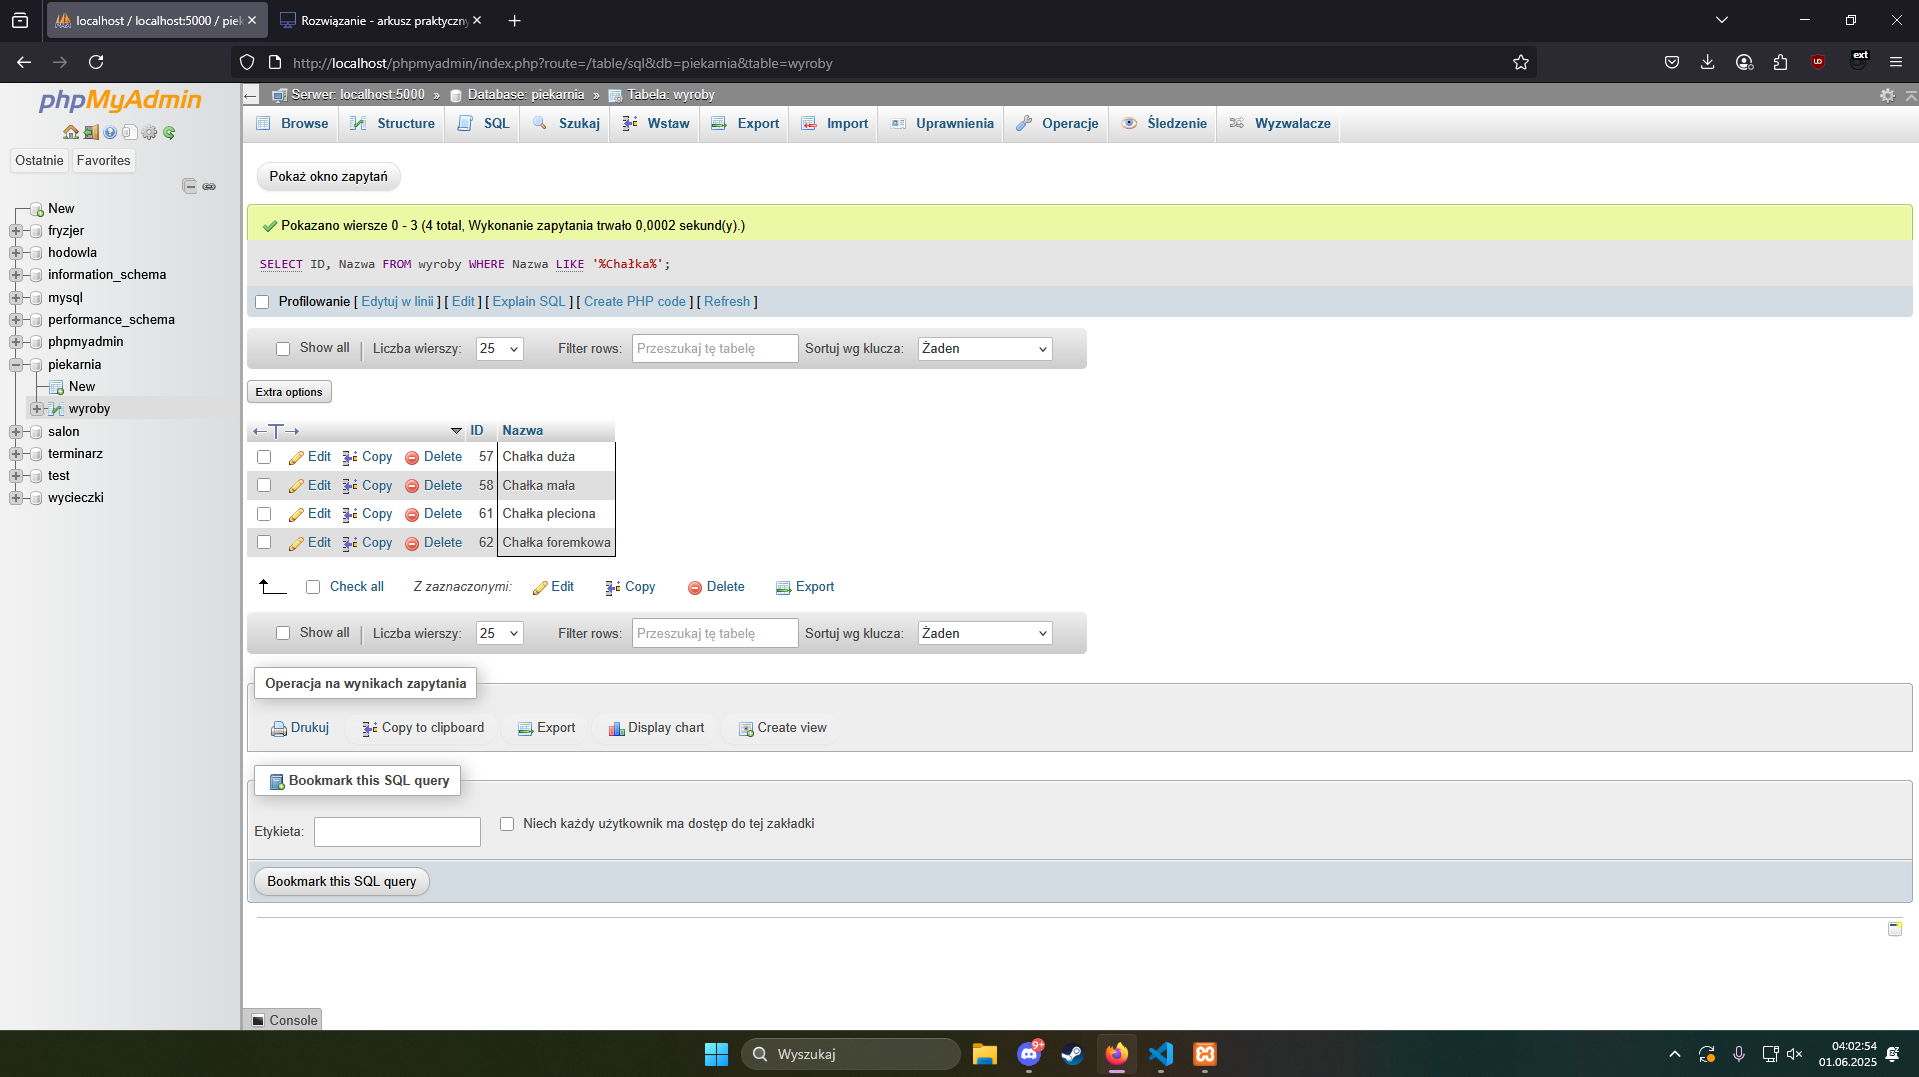 localhost / localhost:5000 / piek
Rozwiązanie - arkusz praktyczny
http://localhost/phpmyadmin/index.php?route=/table/sql&db=piekarnia&table=wyroby
ext
phpMyAdmin
Ostatnie Favorites
New
fryzjer
hodowla
information_schema
mysql
performance_schema
phpmyadmin
piekarnia
New
wyroby
salon
terminarz
test
wycieczki
Serwer: localhost:5000 » Database: piekarnia » Tabela: wyroby
Browse Structure SQL Szukaj Wstaw Export Import Uprawnienia Operacje Śledzenie Wyzwalacze
Pokaż okno zapytań
Pokazano wiersze 0 - 3 (4 total, Wykonanie zapytania trwało 0,0002 sekund(y).)
SELECT ID, Nazwa FROM wyroby WHERE Nazwa LIKE '%Chałka%';
Profilowanie [ Edytuj w linii ] [ Edit ] [ Explain SQL ] [ Create PHP code ] [ Refresh ]
Show all Liczba wierszy: 25 Filter rows: Przeszukaj tę tabelę Sortuj wg klucza: Żaden
Extra options
ID Nazwa
Edit Copy Delete 57 Chałka duża
Edit Copy Delete 58 Chałka mała
Edit Copy Delete 61 Chałka pleciona
Edit Copy Delete 62 Chałka foremkowa
Check all Z zaznaczonymi: Edit Copy Delete Export
Show all Liczba wierszy: 25 Filter rows: Przeszukaj tę tabelę Sortuj wg klucza: Żaden
Operacja na wynikach zapytania
Drukuj Copy to clipboard Export Display chart Create view
Bookmark this SQL query
Etykieta: Niech każdy użytkownik ma dostęp do tej zakładki
Bookmark this SQL query
Console
Wyszukaj
9+
04:02:54
01.06.2025